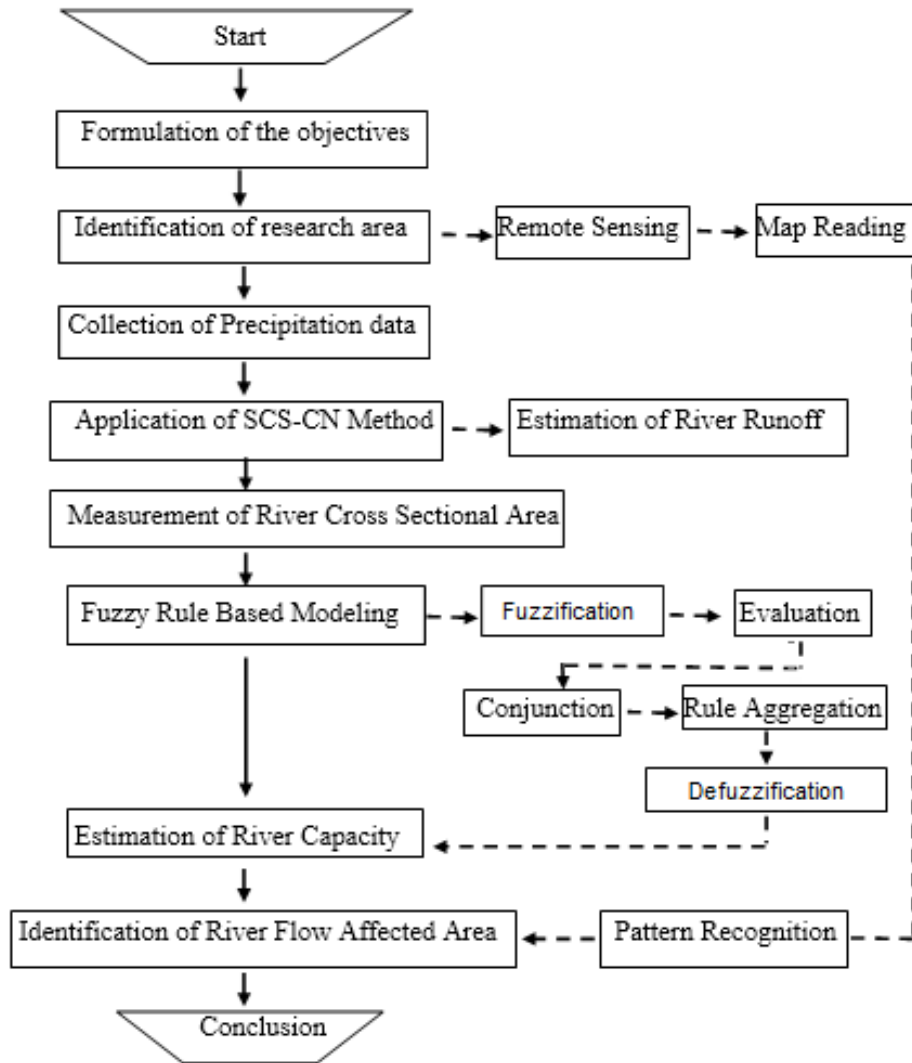 Start
Formulation of the objectives
Identification of research area
Remote Sensing
Map Reading
Collection of Precipitation data
Application of SCS-CN Method
Estimation of River Runoff
Measurement of River Cross Sectional Area
Fuzzy Rule Based Modeling
Fuzzification
Evaluation
Conjunction
Rule Aggregation
Defuzzification
Estimation of River Capacity
Identification of River Flow Affected Area
Pattern Recognition
Conclusion